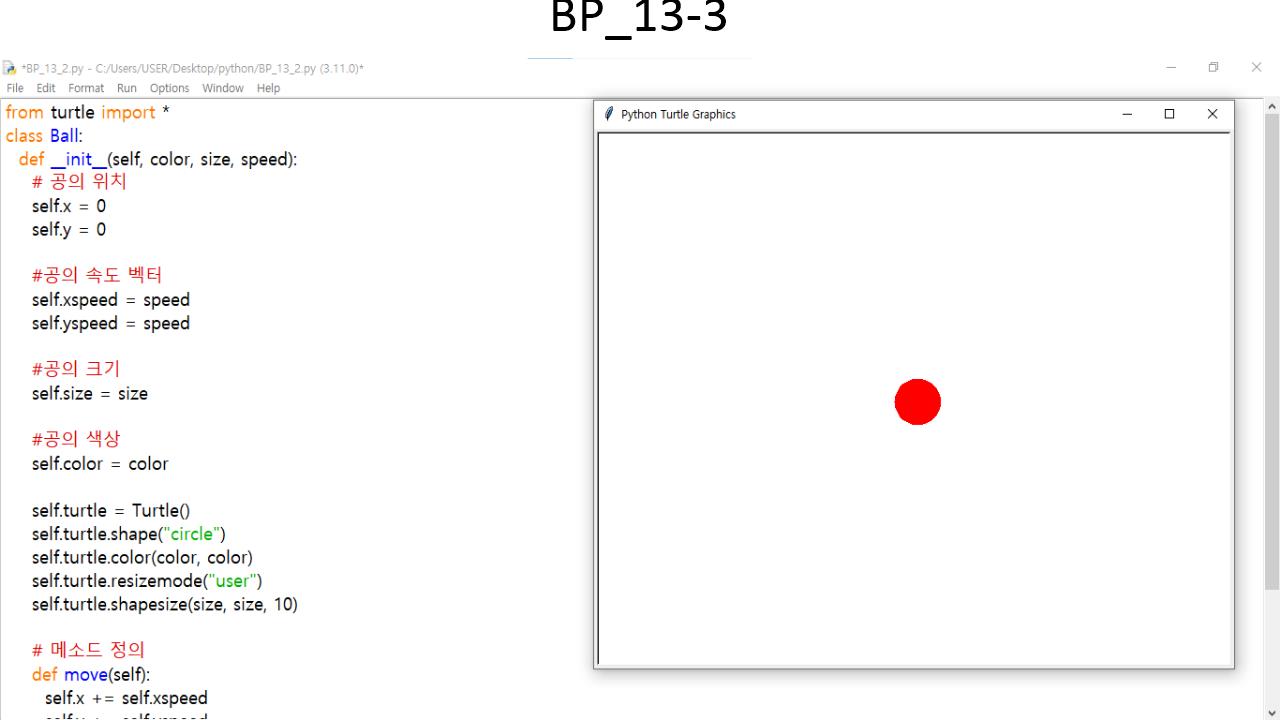 BP_13-3
*BP_13_2.py - C:/Users/USER/Desktop/python/BP_13_2.py (3.11.0)*
File Edit Format Run Options Window Help
from turtle import *
class Ball:
def __init__(self, color, size, speed):
# 공의 위치
self.x = 0
self.y = 0
#공의 속도 벡터
self.xspeed = speed
self.yspeed = speed
#공의 크기
self.size = size
#공의 색상
self.color = color
self.turtle = Turtle()
self.turtle.shape("circle")
self.turtle.color(color, color)
self.turtle.resizemode("user")
self.turtle.shapesize(size, size, 10)
# 메소드 정의
def move(self):
self.x += self.xspeed
Python Turtle Graphics